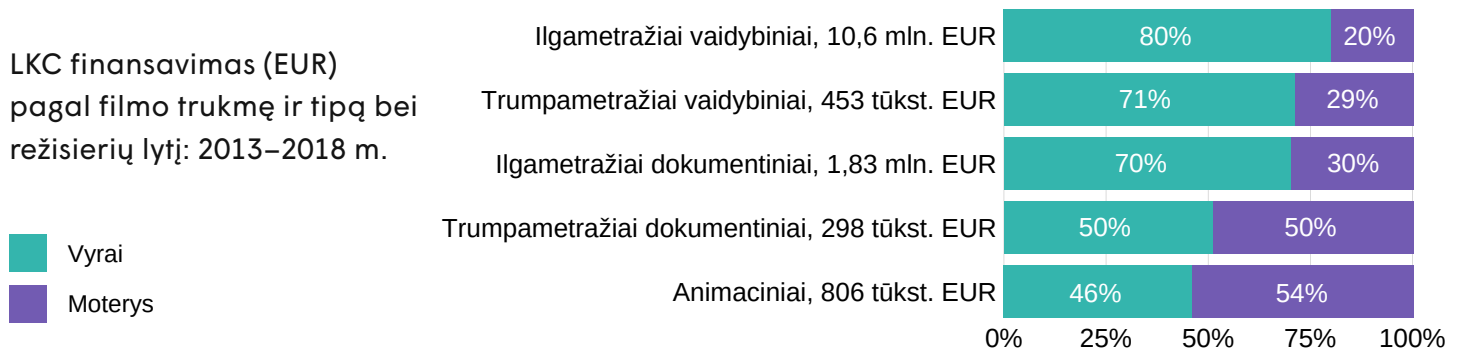 LKC finansavimas (EUR)
pagal filmo trukmę ir tipą bei
režisierių lytį: 2013–2018 m.
Vyrai
Moterys
Ilgametražiai vaidybiniai, 10,6 mln. EUR 80% 20%
Trumpametražiai vaidybiniai, 453 tūkst. EUR 71% 29%
Ilgametražiai dokumentiniai, 1,83 mln. EUR 70% 30%
Trumpametražiai dokumentiniai, 298 tūkst. EUR 50% 50%
Animaciniai, 806 tūkst. EUR 46% 54%
0% 25% 50% 75% 100%